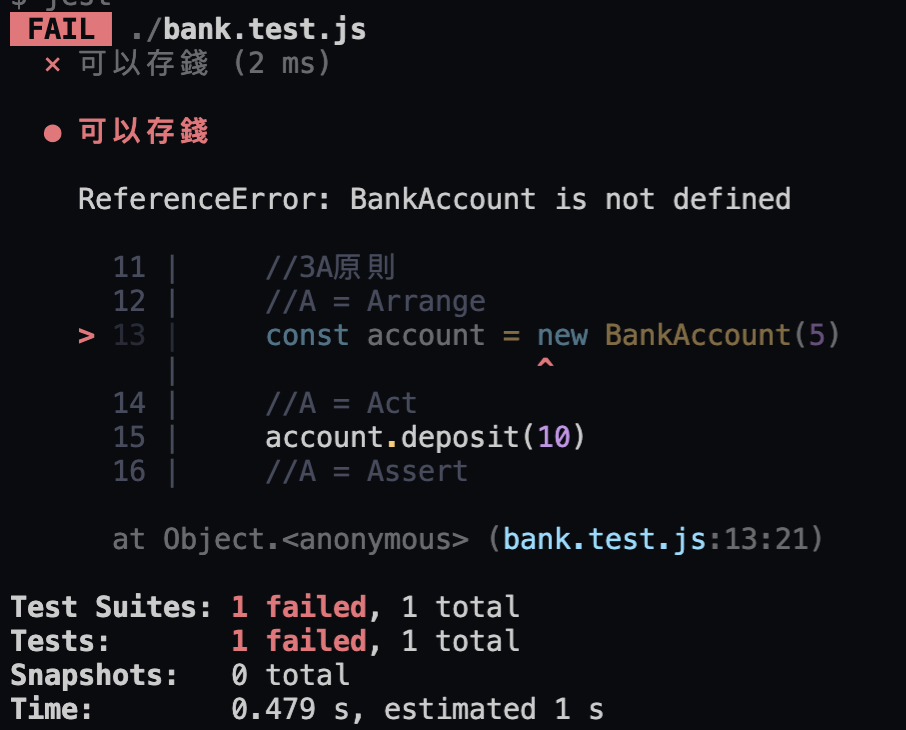 $ jest
FAIL ./bank.test.js
× 可以存錢 (2 ms)
● 可以存錢
ReferenceError: BankAccount is not defined
11 | //3A原則
12 | //A = Arrange
> 13 | const account = new BankAccount(5)
| ^
14 | //A = Act
15 | account.deposit(10)
16 | //A = Assert
at Object.<anonymous> (bank.test.js:13:21)
Test Suites: 1 failed, 1 total
Tests: 1 failed, 1 total
Snapshots: 0 total
Time: 0.479 s, estimated 1 s